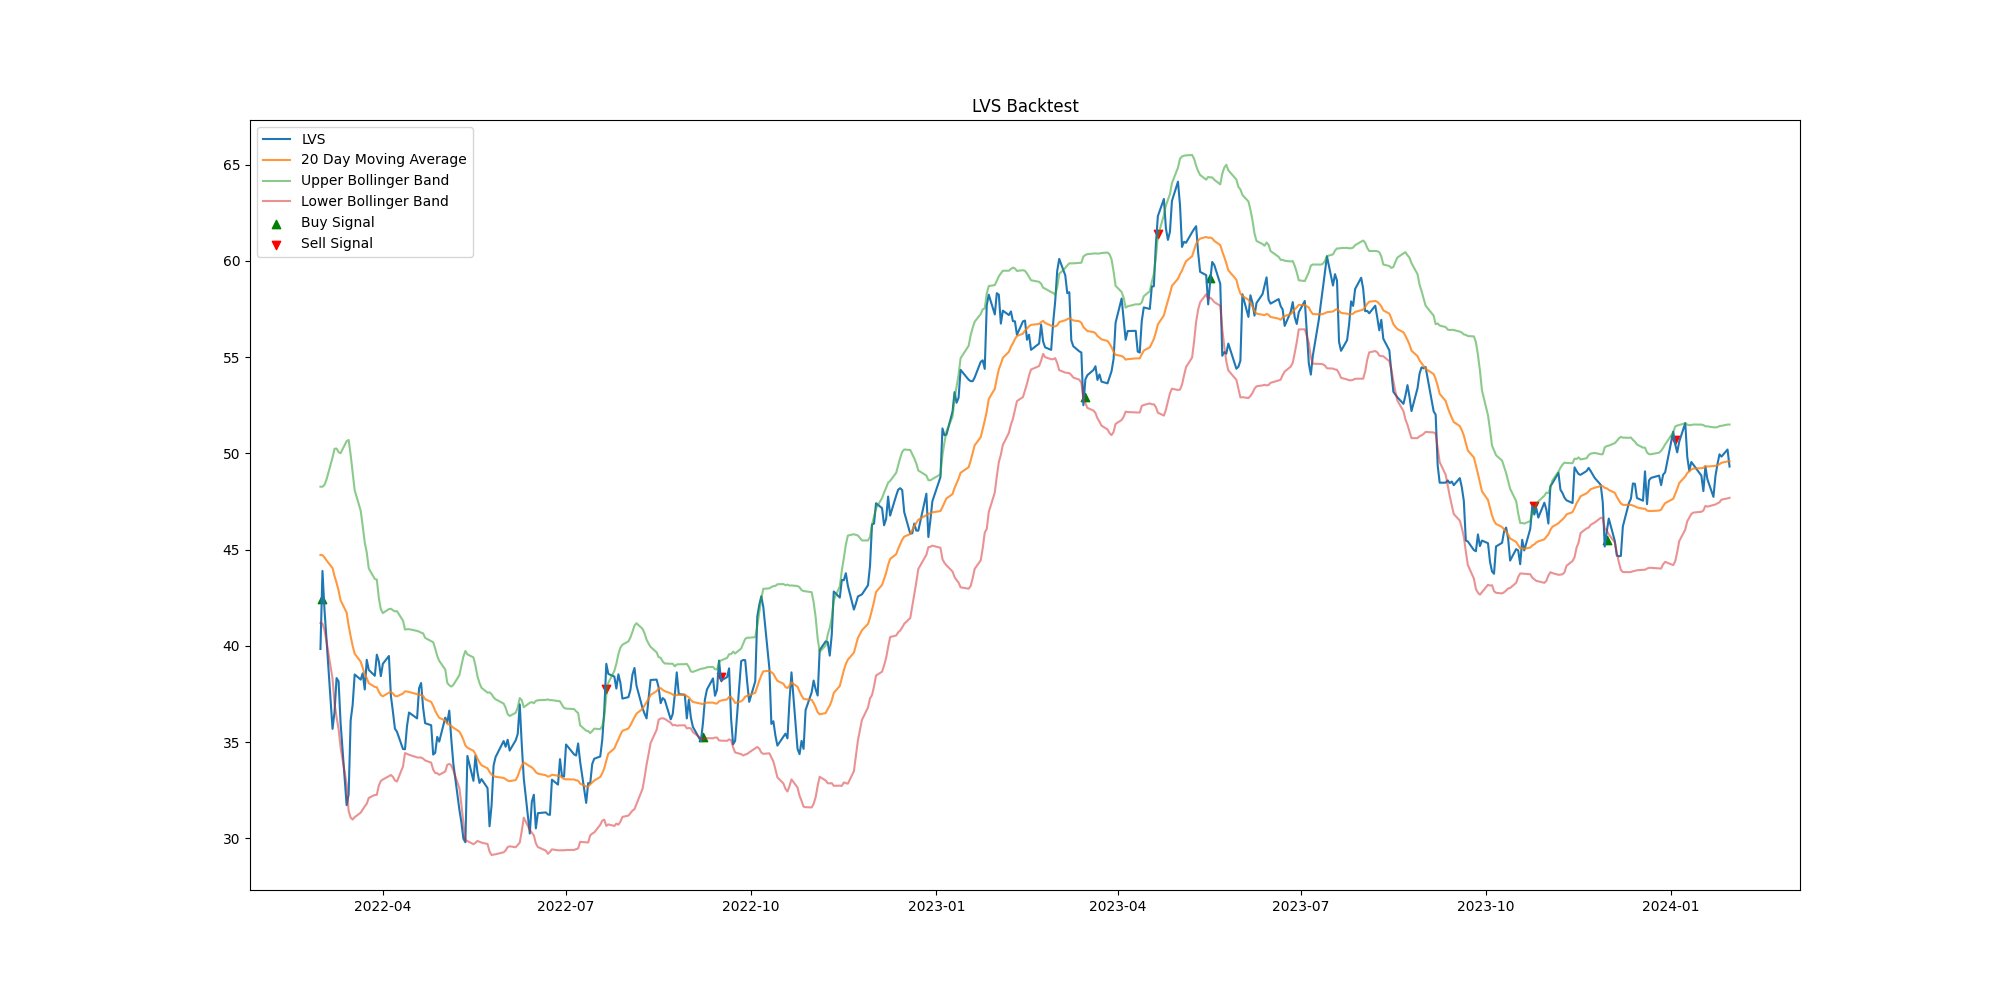 LVS Backtest
LVS
20 Day Moving Average
Upper Bollinger Band
Lower Bollinger Band
Buy Signal
Sell Signal
65
60
55
50
45
40
35
30
2022-04
2022-07
2022-10
2023-01
2023-04
2023-07
2023-10
2024-01